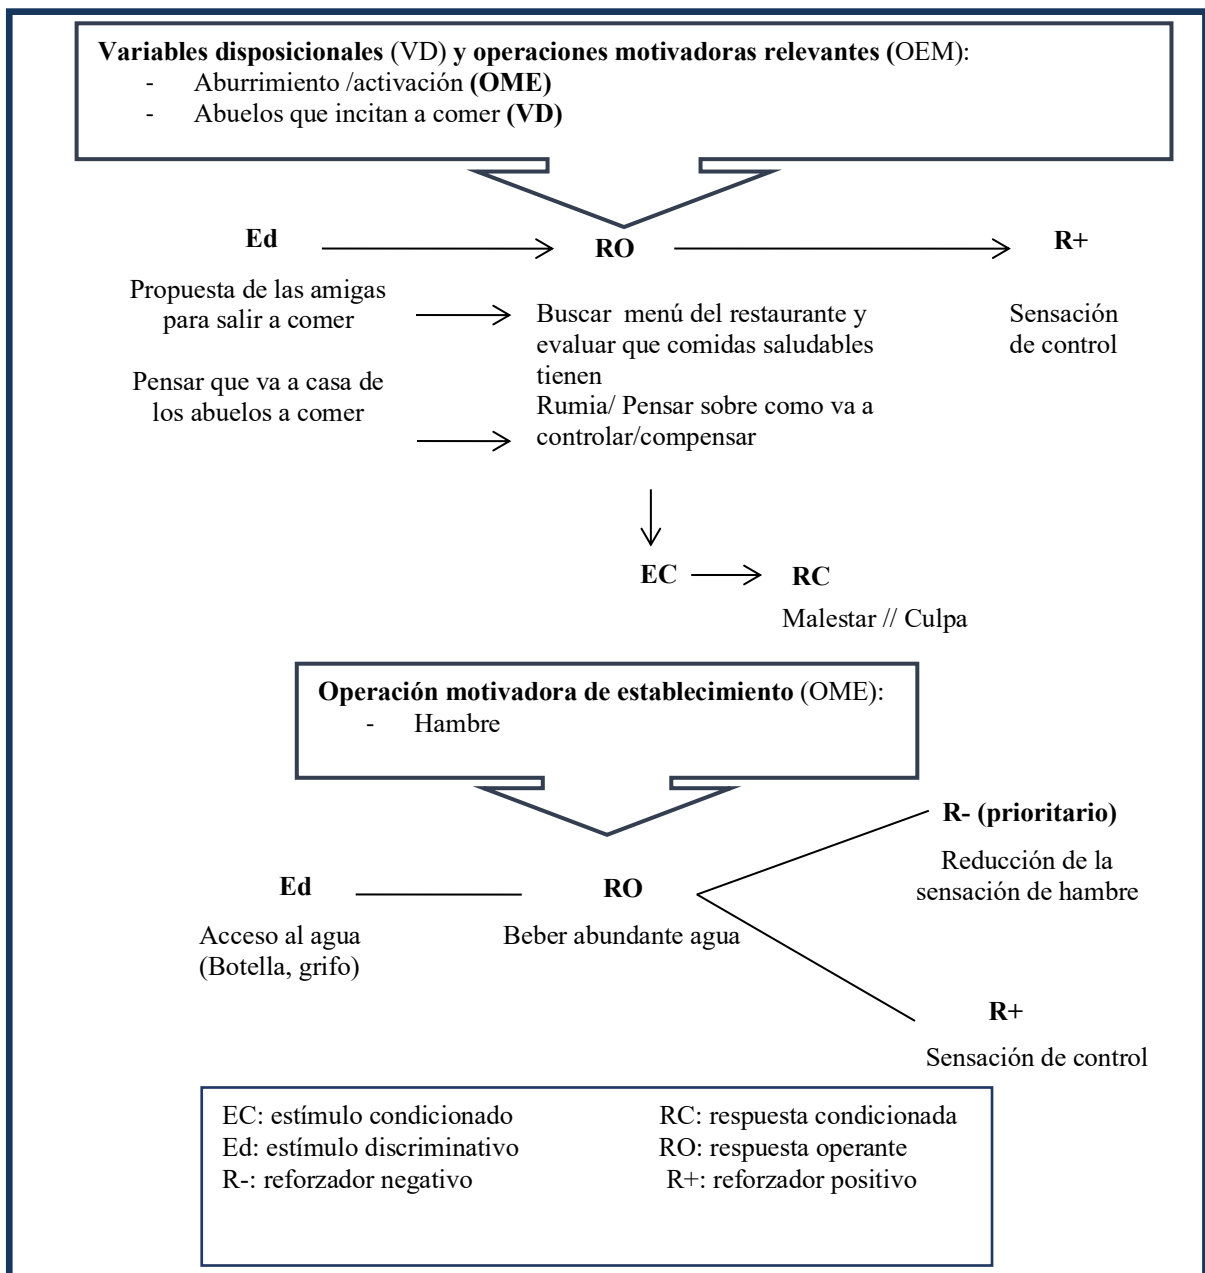 Variables disposicionales (VD) y operaciones motivadoras relevantes (OEM):
- Aburrimiento /activación (OME)
- Abuelos que incitan a comer (VD)
Ed
RO
R+
Propuesta de las amigas
para salir a comer
Pensar que va a casa de
los abuelos a comer
Buscar menú del restaurante y
evaluar que comidas saludables
tienen
Rumia/ Pensar sobre como va a
controlar/compensar
Sensación
de control
EC
RC
Malestar // Culpa
Operación motivadora de establecimiento (OME):
- Hambre
R- (prioritario)
Reducción de la
sensación de hambre
Ed
RO
Acceso al agua
(Botella, grifo)
Beber abundante agua
R+
Sensación de control
EC: estímulo condicionado
RC: respuesta condicionada
Ed: estímulo discriminativo
RO: respuesta operante
R-: reforzador negativo
R+: reforzador positivo